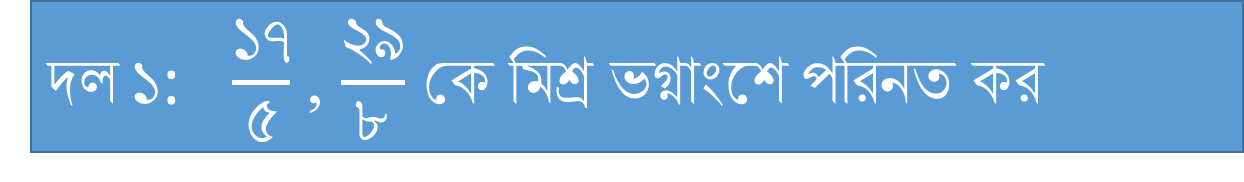 দল ১: ১৭/৫ , ২৯/৮ কে মিশ্র ভগ্নাংশে পরিনত কর